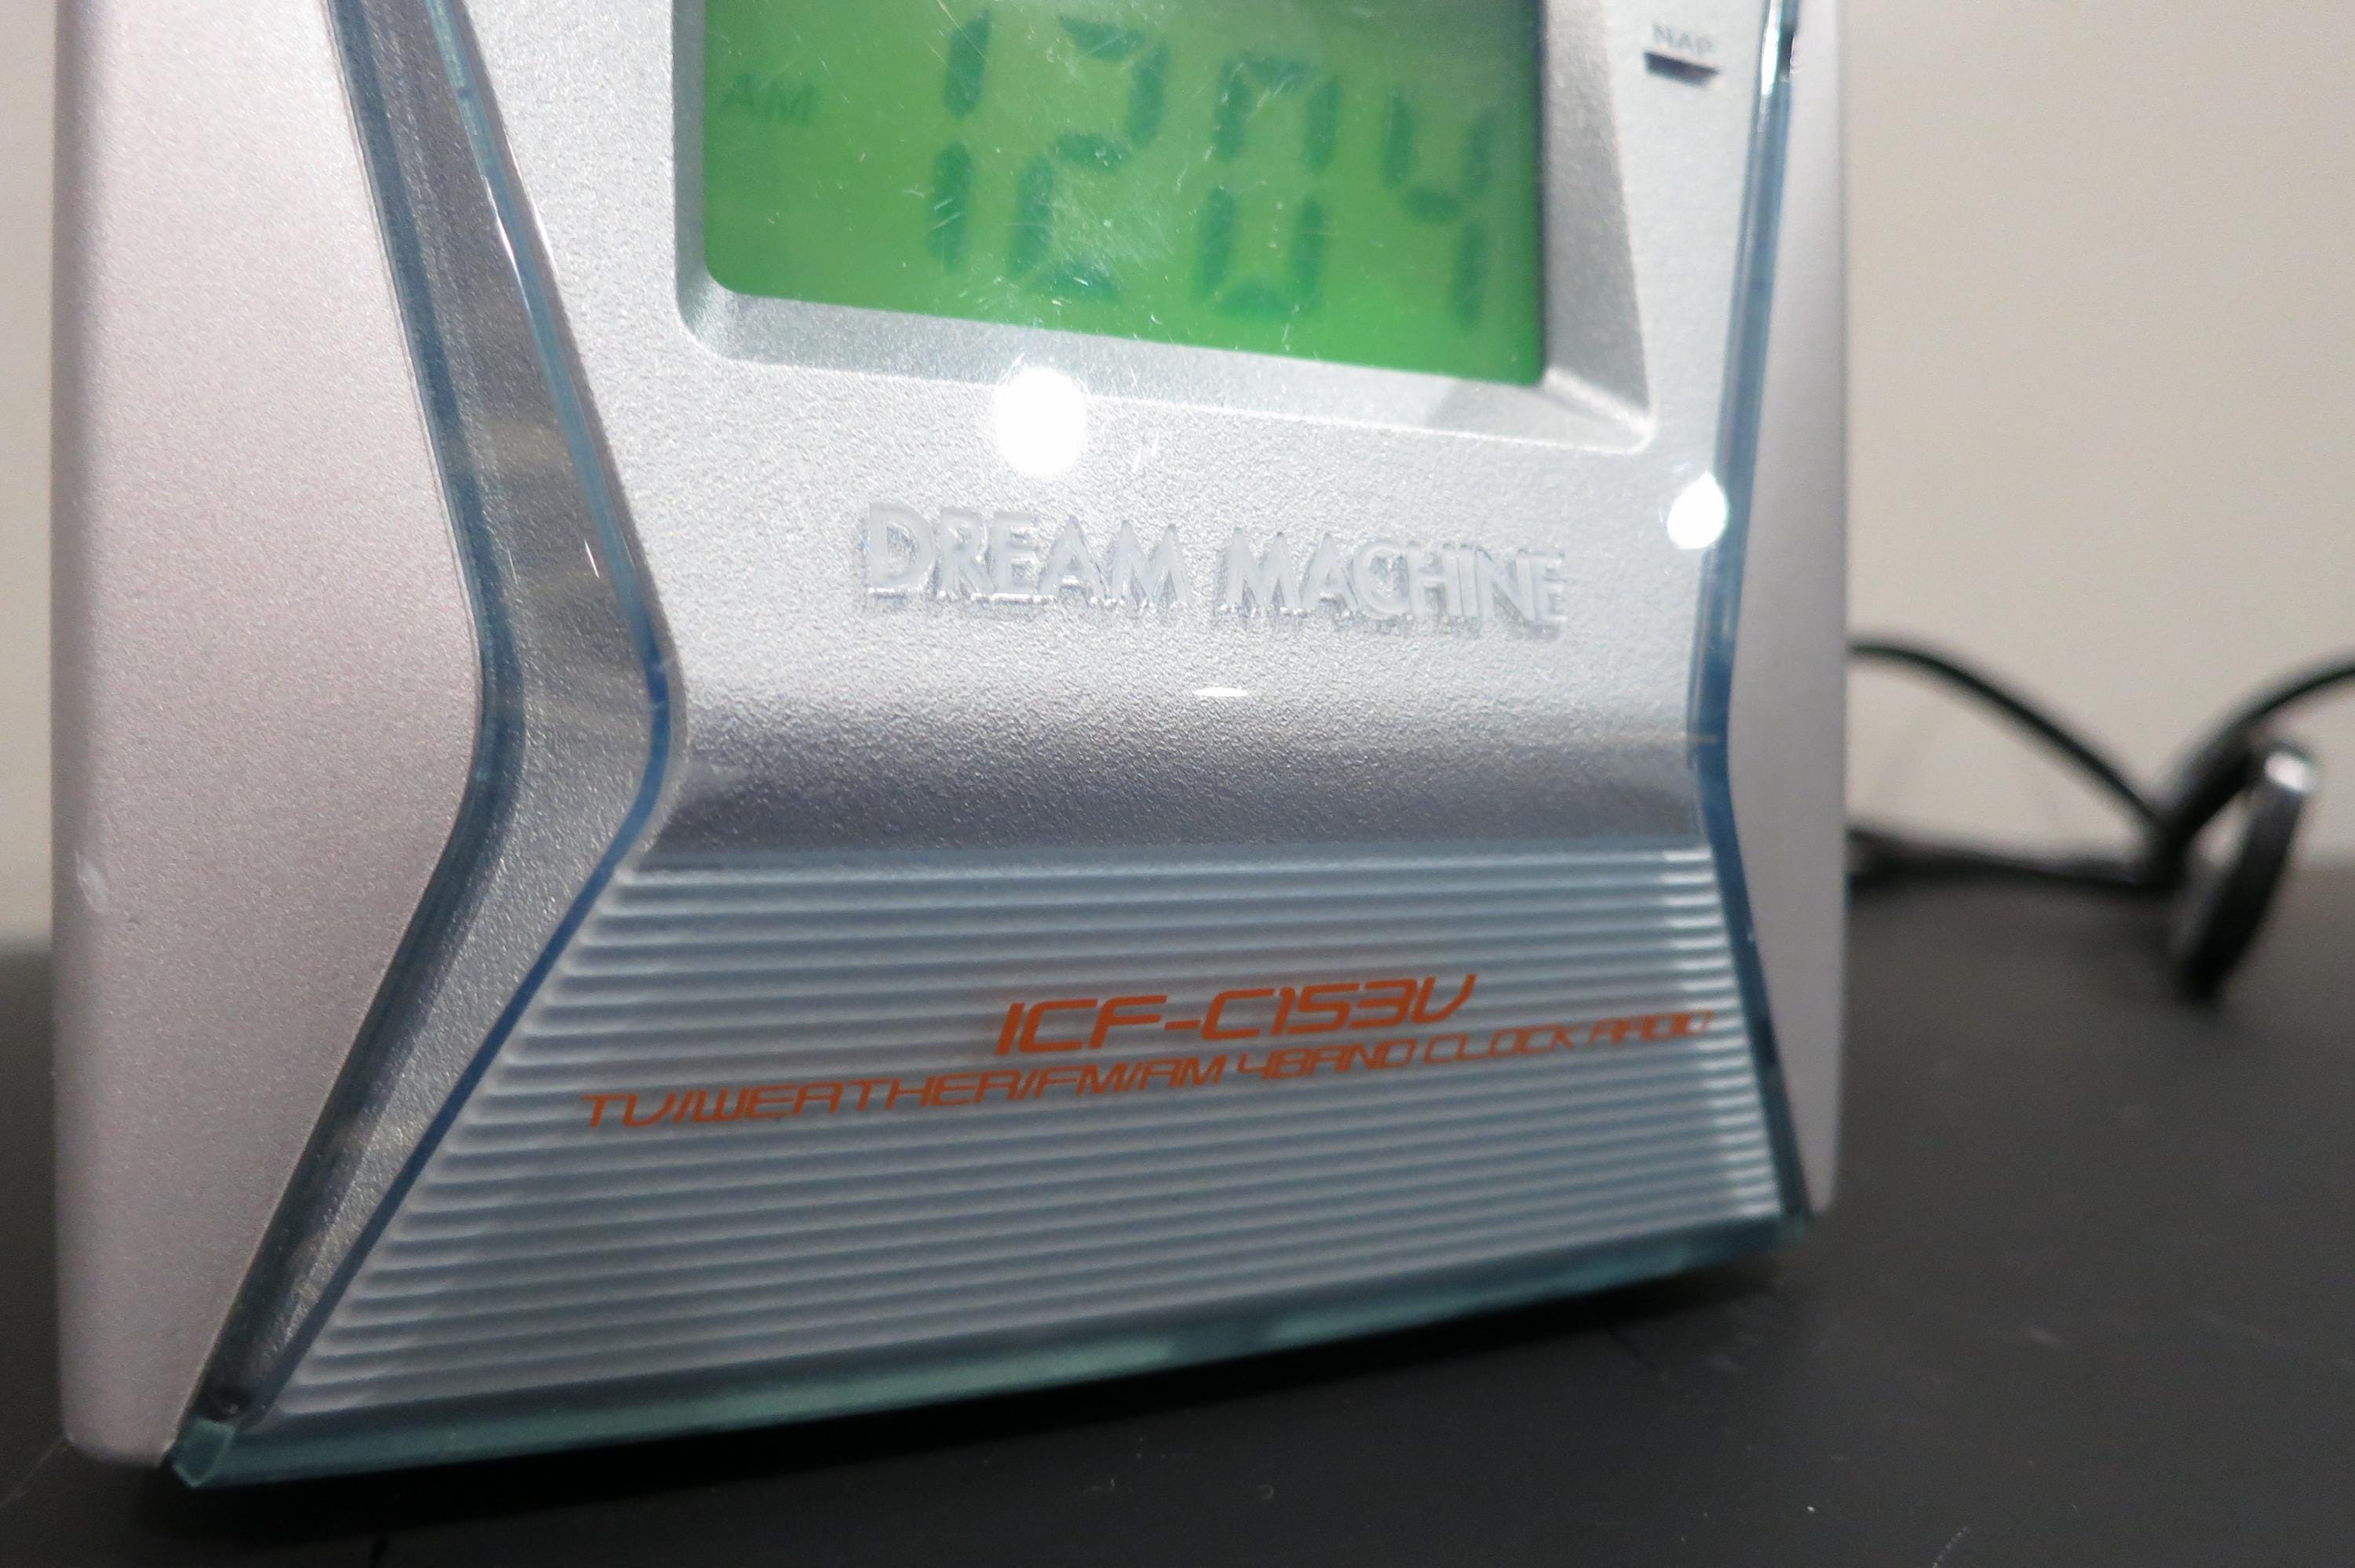 NAP
AM 12 04
DREAM MACHINE
ICF-C153V
TV/WEATHER/FM/AM 4BAND CLOCK RADIO